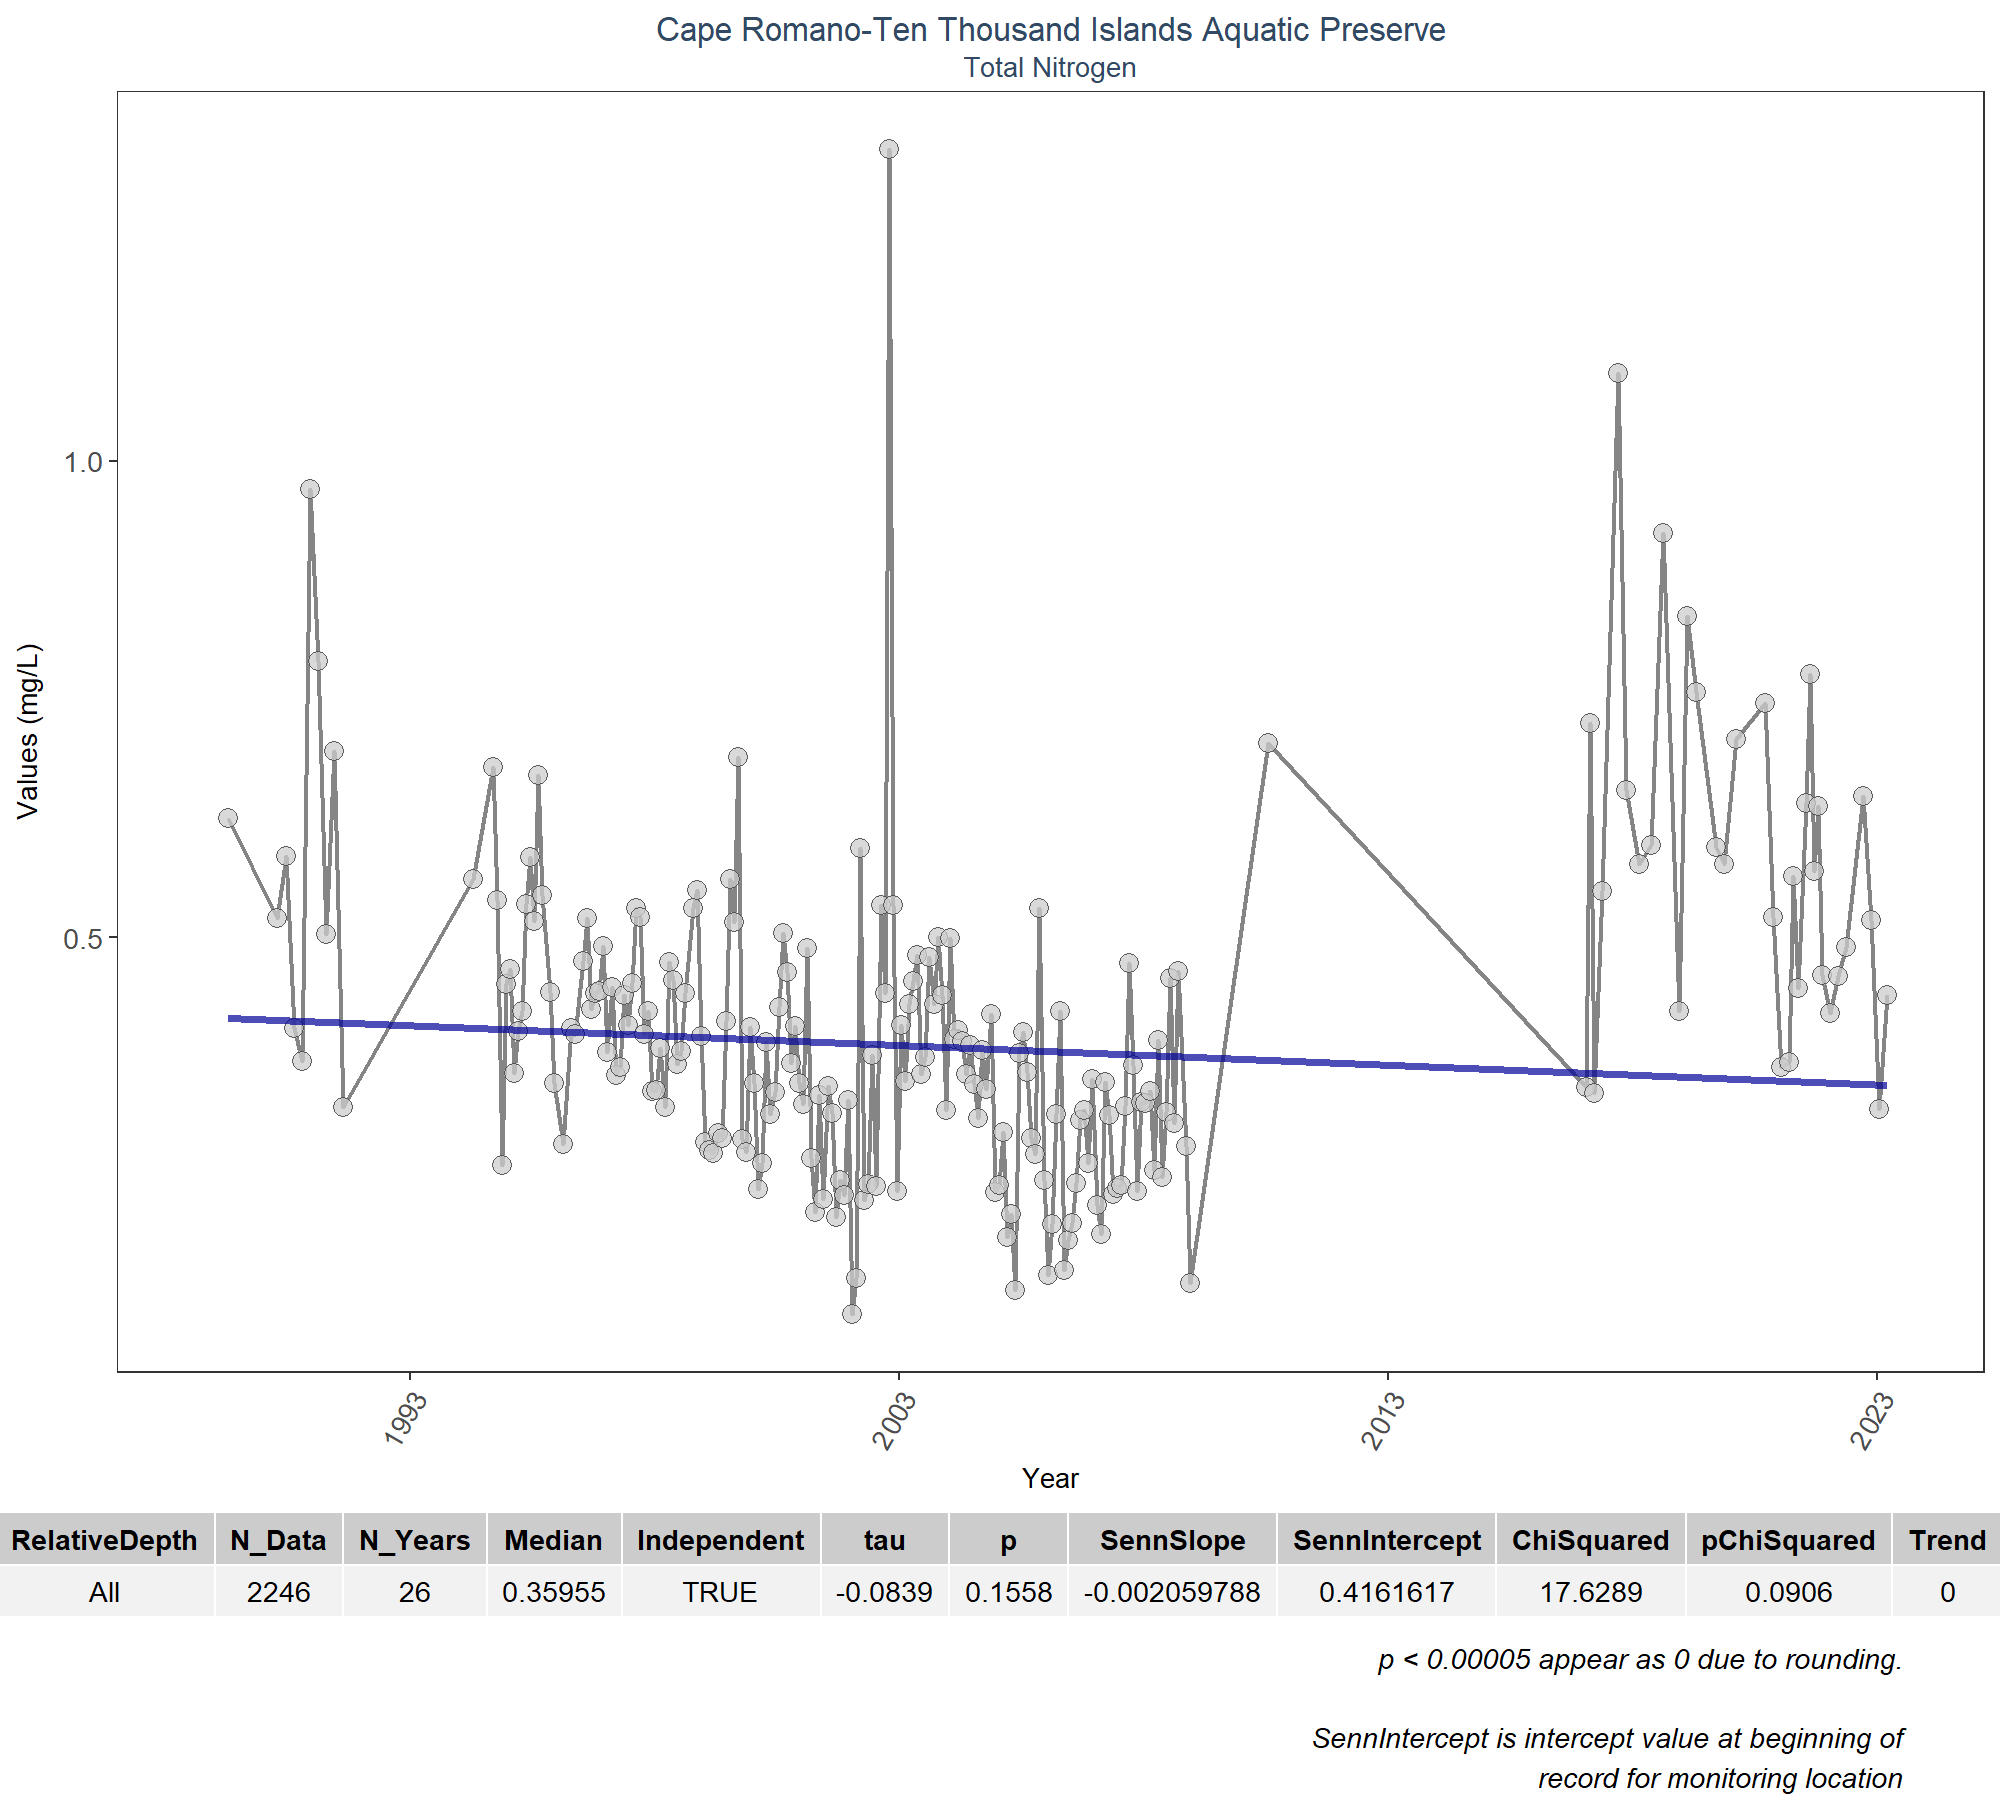 Cape Romano-Ten Thousand Islands Aquatic Preserve
Total Nitrogen
Values (mg/L)
1.0
0.5
1993 2003 2013 2023
Year
RelativeDepth N_Data N_Years Median Independent tau p SennSlope SennIntercept ChiSquared pChiSquared Trend
All 2246 26 0.35955 TRUE -0.0839 0.1558 -0.002059788 0.4161617 17.6289 0.0906 0
p < 0.00005 appear as 0 due to rounding.
SennIntercept is intercept value at beginning of
record for monitoring location